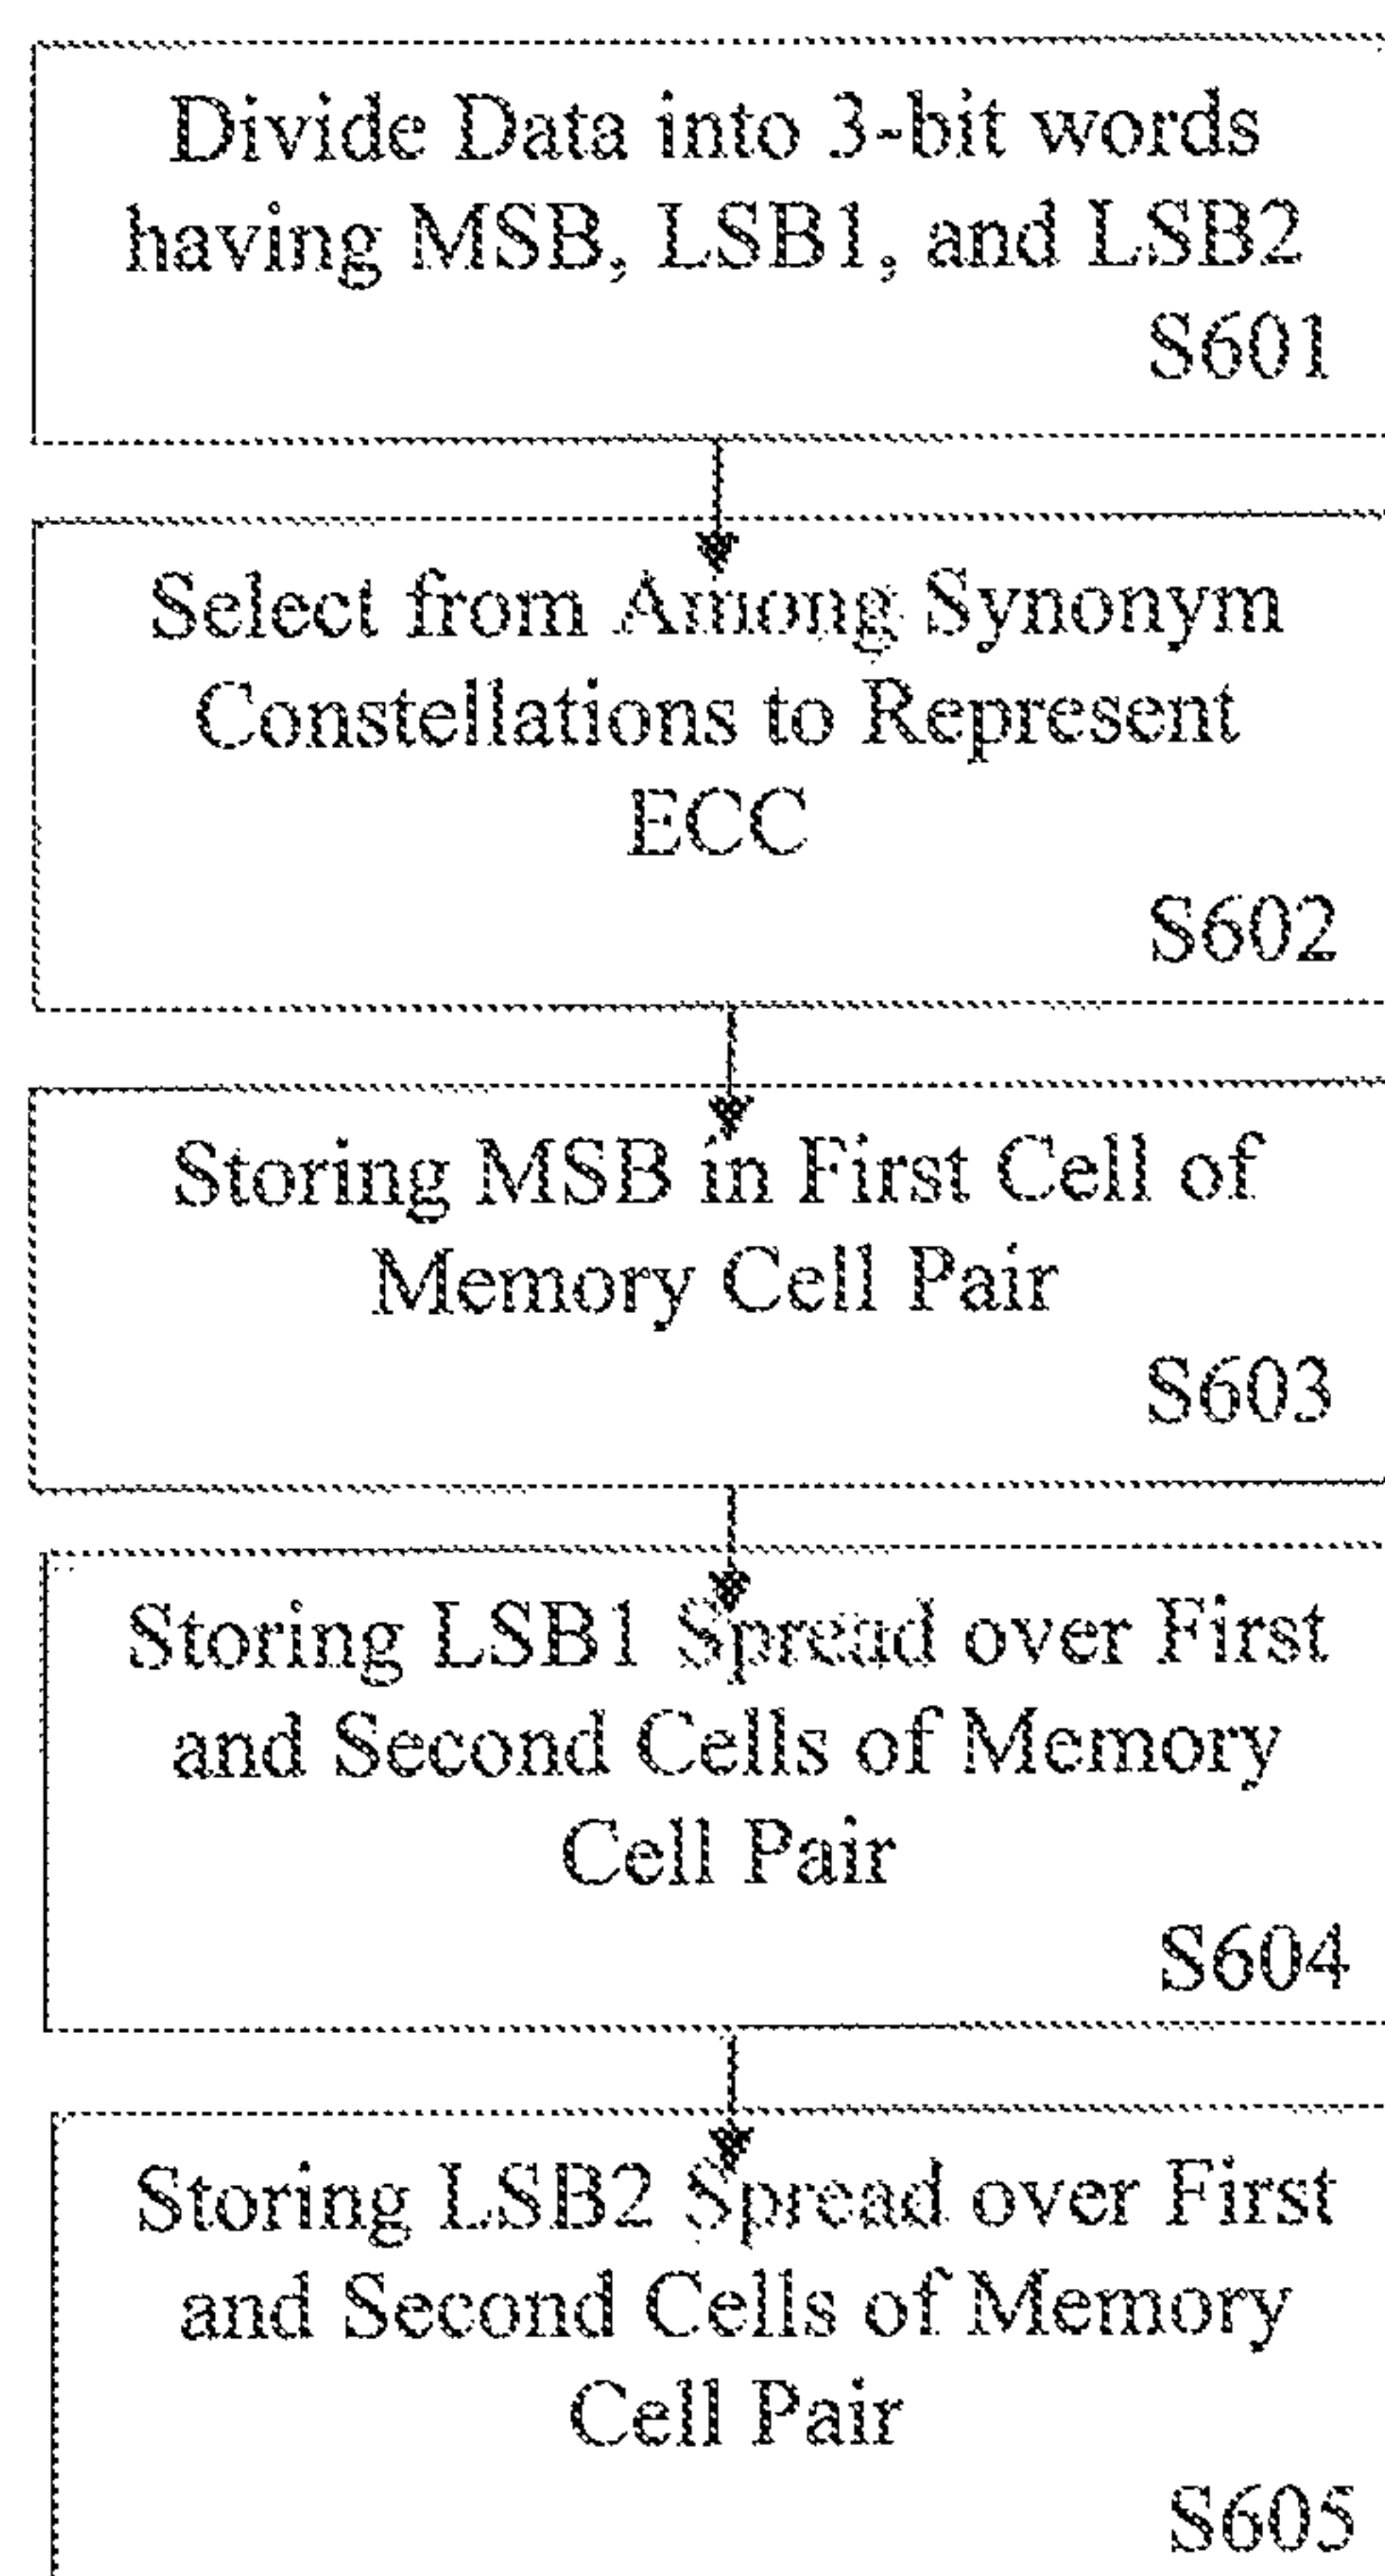 Divide Data into 3-bit words
having MSB, LSB1, and LSB2
S601
Select from Among Synonym
Constellations to Represent
ECC
S602
Storing MSB in First Cell of
Memory Cell Pair
S603
Storing LSB1 Spread over First
and Second Cells of Memory
Cell Pair
S604
Storing LSB2 Spread over First
and Second Cells of Memory
Cell Pair
S605